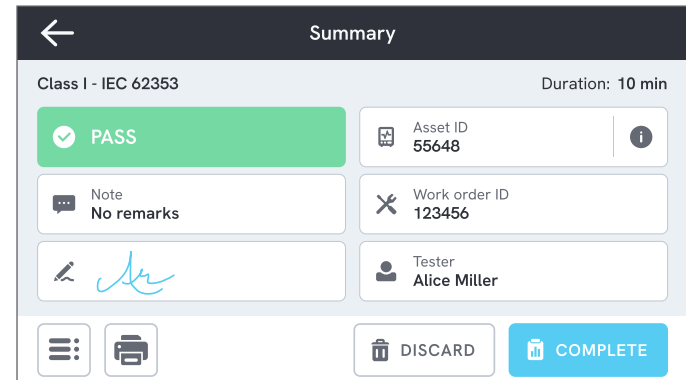 Summary
Class I - IEC 62353
Duration: 10 min
PASS
Asset ID
55648
Note
No remarks
Work order ID
123456
Tester
Alice Miller
DISCARD
COMPLETE